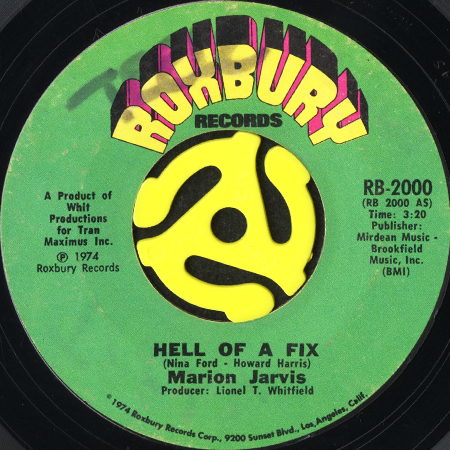 ROXBURY
RECORDS
RB-2000
(RB 2000 AS)
Time: 3:20
Publisher:
Mirdean Music -
Brookfield
Music, Inc.
(BMI)
A Product of
Whit
Productions
for Tran
Maximus Inc.
℗ 1974
Roxbury Records
HELL OF A FIX
(Nina Ford - Howard Harris)
Marion Jarvis
Producer: Lionel T. Whitfield
© 1974 Roxbury Records Corp., 9200 Sunset Blvd., Los Angeles, Calif.